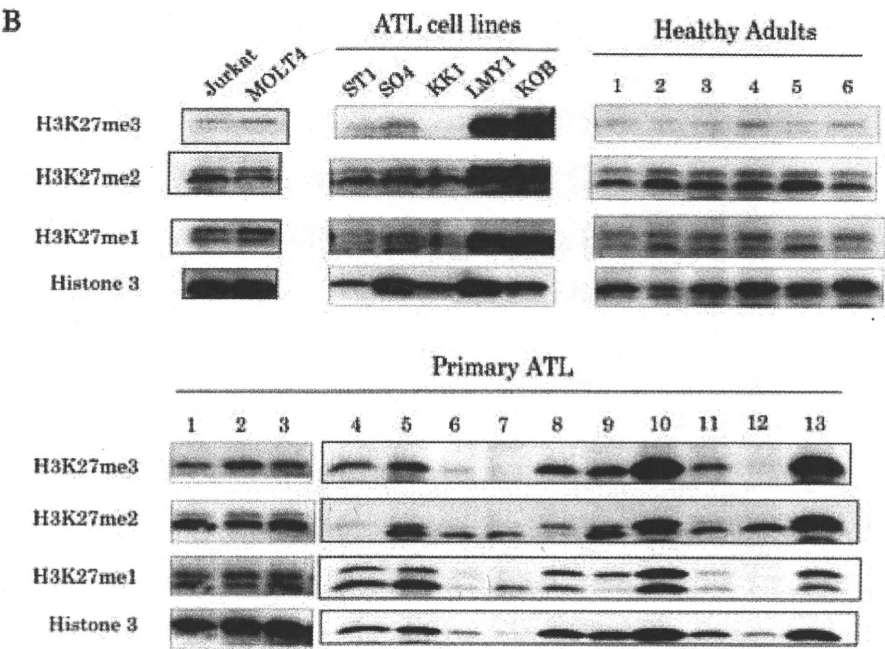 B
ATL cell lines
Healthy Adults
Jurkat MOLT4 ST1 SO4 KK1 LMY1 KOB 1 2 3 4 5 6
H3K27me3
H3K27me2
H3K27me1
Histone 3
Primary ATL
1 2 3 4 5 6 7 8 9 10 11 12 13
H3K27me3
H3K27me2
H3K27me1
Histone 3